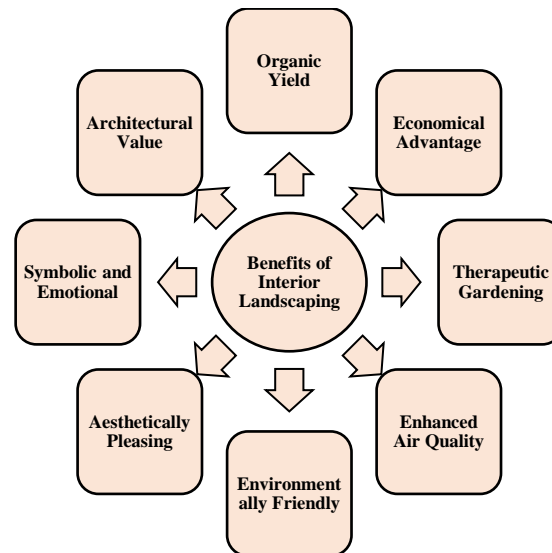 Organic
Yield
Architectural
Value
Economical
Advantage
Symbolic and
Emotional
Benefits of
Interior
Landscaping
Therapeutic
Gardening
Aesthetically
Pleasing
Enhanced
Air Quality
Environment
ally Friendly